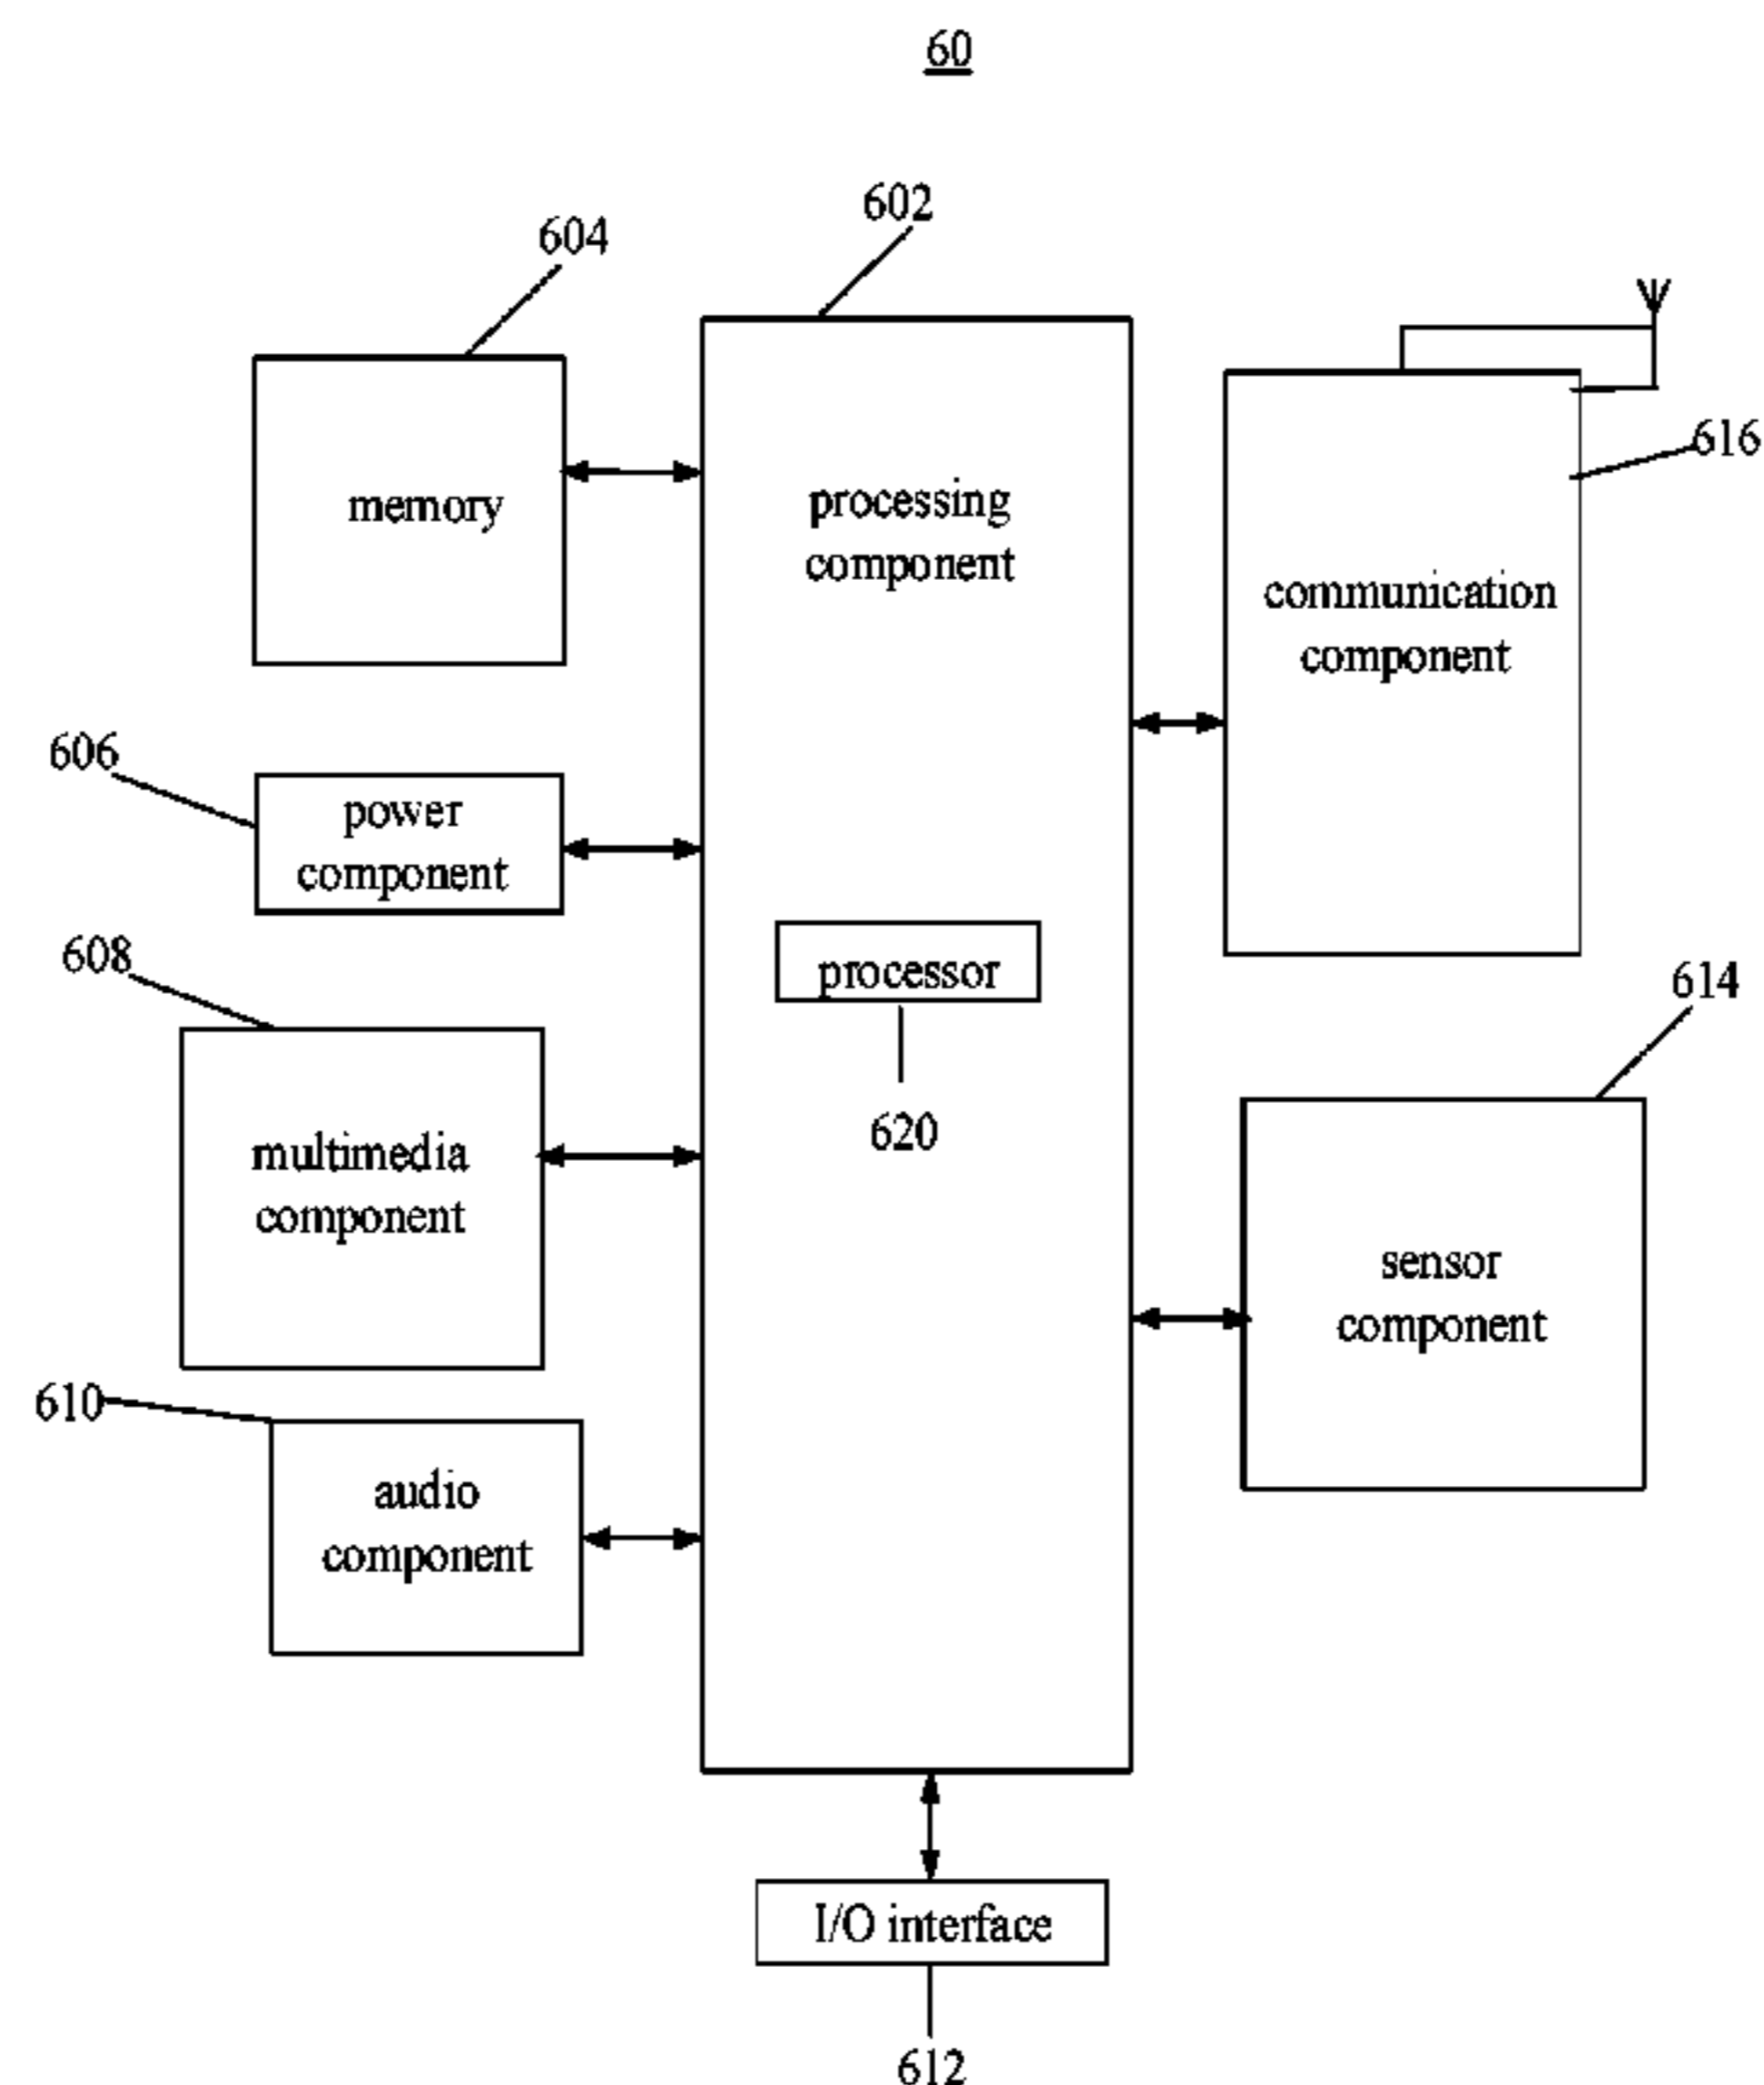 60
602
604
616
memory
processing
component
communication
component
606
power
component
608
processor
614
620
multimedia
component
sensor
component
610
audio
component
I/O interface
612